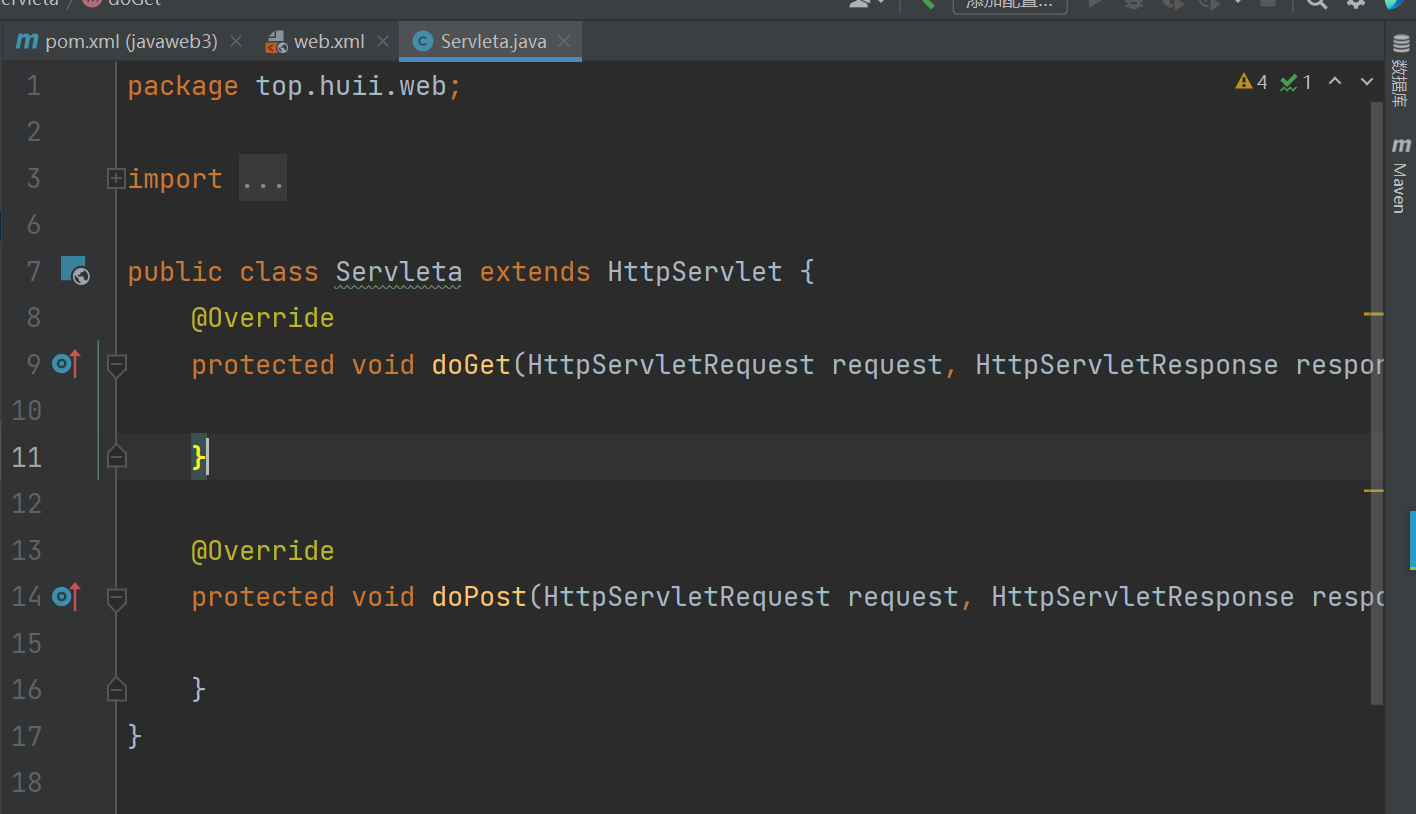 doGet
添加配置...
pom.xml (javaweb3)
web.xml
Servleta.java
数据库
Maven
4 1
1 package top.huii.web;
2
3 import ...
6
7 public class Servleta extends HttpServlet {
8 @Override
9 protected void doGet(HttpServletRequest request, HttpServletResponse respon
10
11 }
12
13 @Override
14 protected void doPost(HttpServletRequest request, HttpServletResponse respo
15
16 }
17 }
18